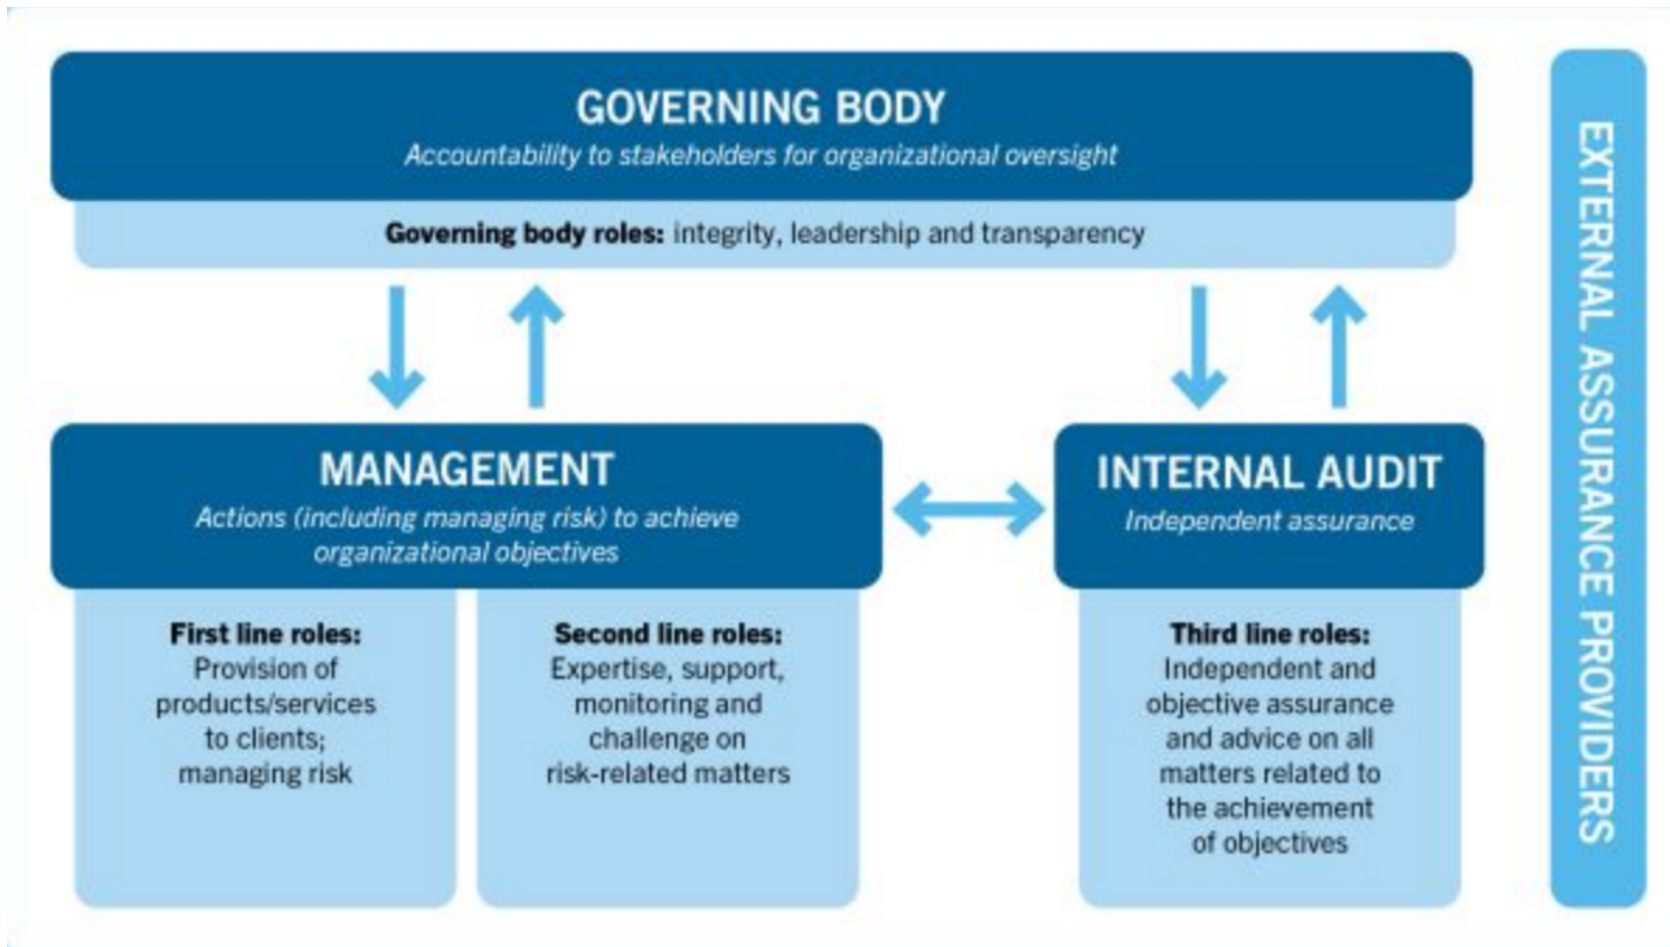 GOVERNING BODY
Accountability to stakeholders for organizational oversight
Governing body roles: integrity, leadership and transparency
MANAGEMENT
Actions (including managing risk) to achieve
organizational objectives
First line roles:
Provision of
products/services
to clients;
managing risk
Second line roles:
Expertise, support,
monitoring and
challenge on
risk-related matters
INTERNAL AUDIT
Independent assurance
Third line roles:
Independent and
objective assurance
and advice on all
matters related to
the achievement
of objectives
EXTERNAL ASSURANCE PROVIDERS